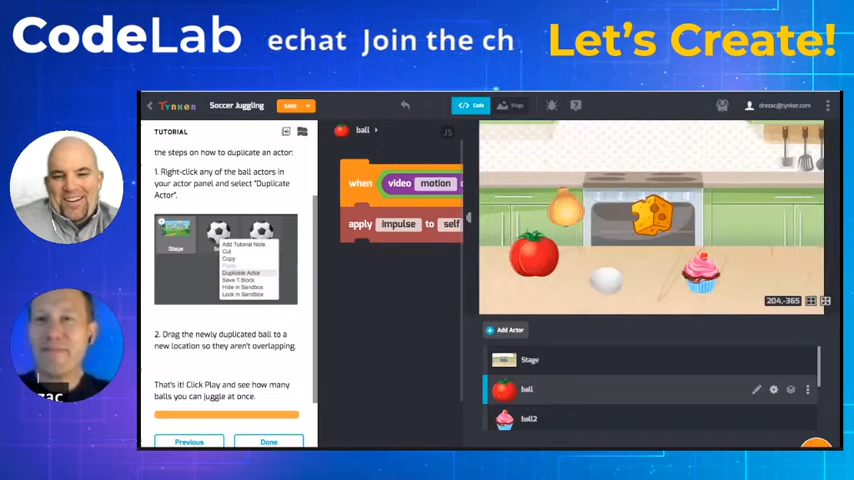 CodeLab
echat Join the ch
Let's Create!
TYNKER
Soccer Juggling
SAVE
Code
Stage
drezac@tynker.com
TUTORIAL
the steps on how to duplicate an actor:
1. Right-click any of the ball actors in
your actor panel and select "Duplicate
Actor".
Stage
Add Tutorial Note
Cut
Copy
Duplicate Actor
Save T.Block
Hide in Sandbox
Lock in Sandbox
2. Drag the newly duplicated ball to a
new location so they aren't overlapping.
That's it! Click Play and see how many
balls you can juggle at once.
Previous
Done
ball
JS
when video motion
apply impulse to self
204,-365
Add Actor
Stage
ball
ball2
zac